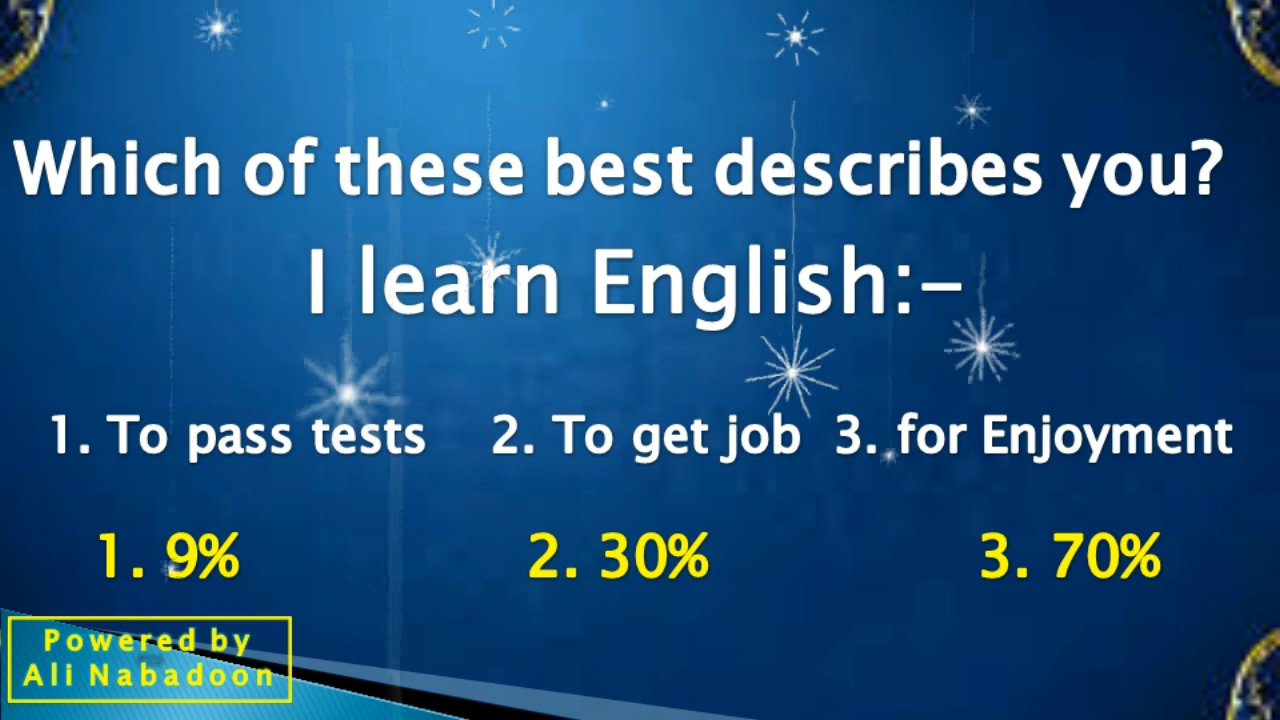 Which of these best describes you?
I learn English:-
1. To pass tests 2. To get job 3. for Enjoyment
1. 9% 2. 30% 3. 70%
Powered by
Ali Nabadoon